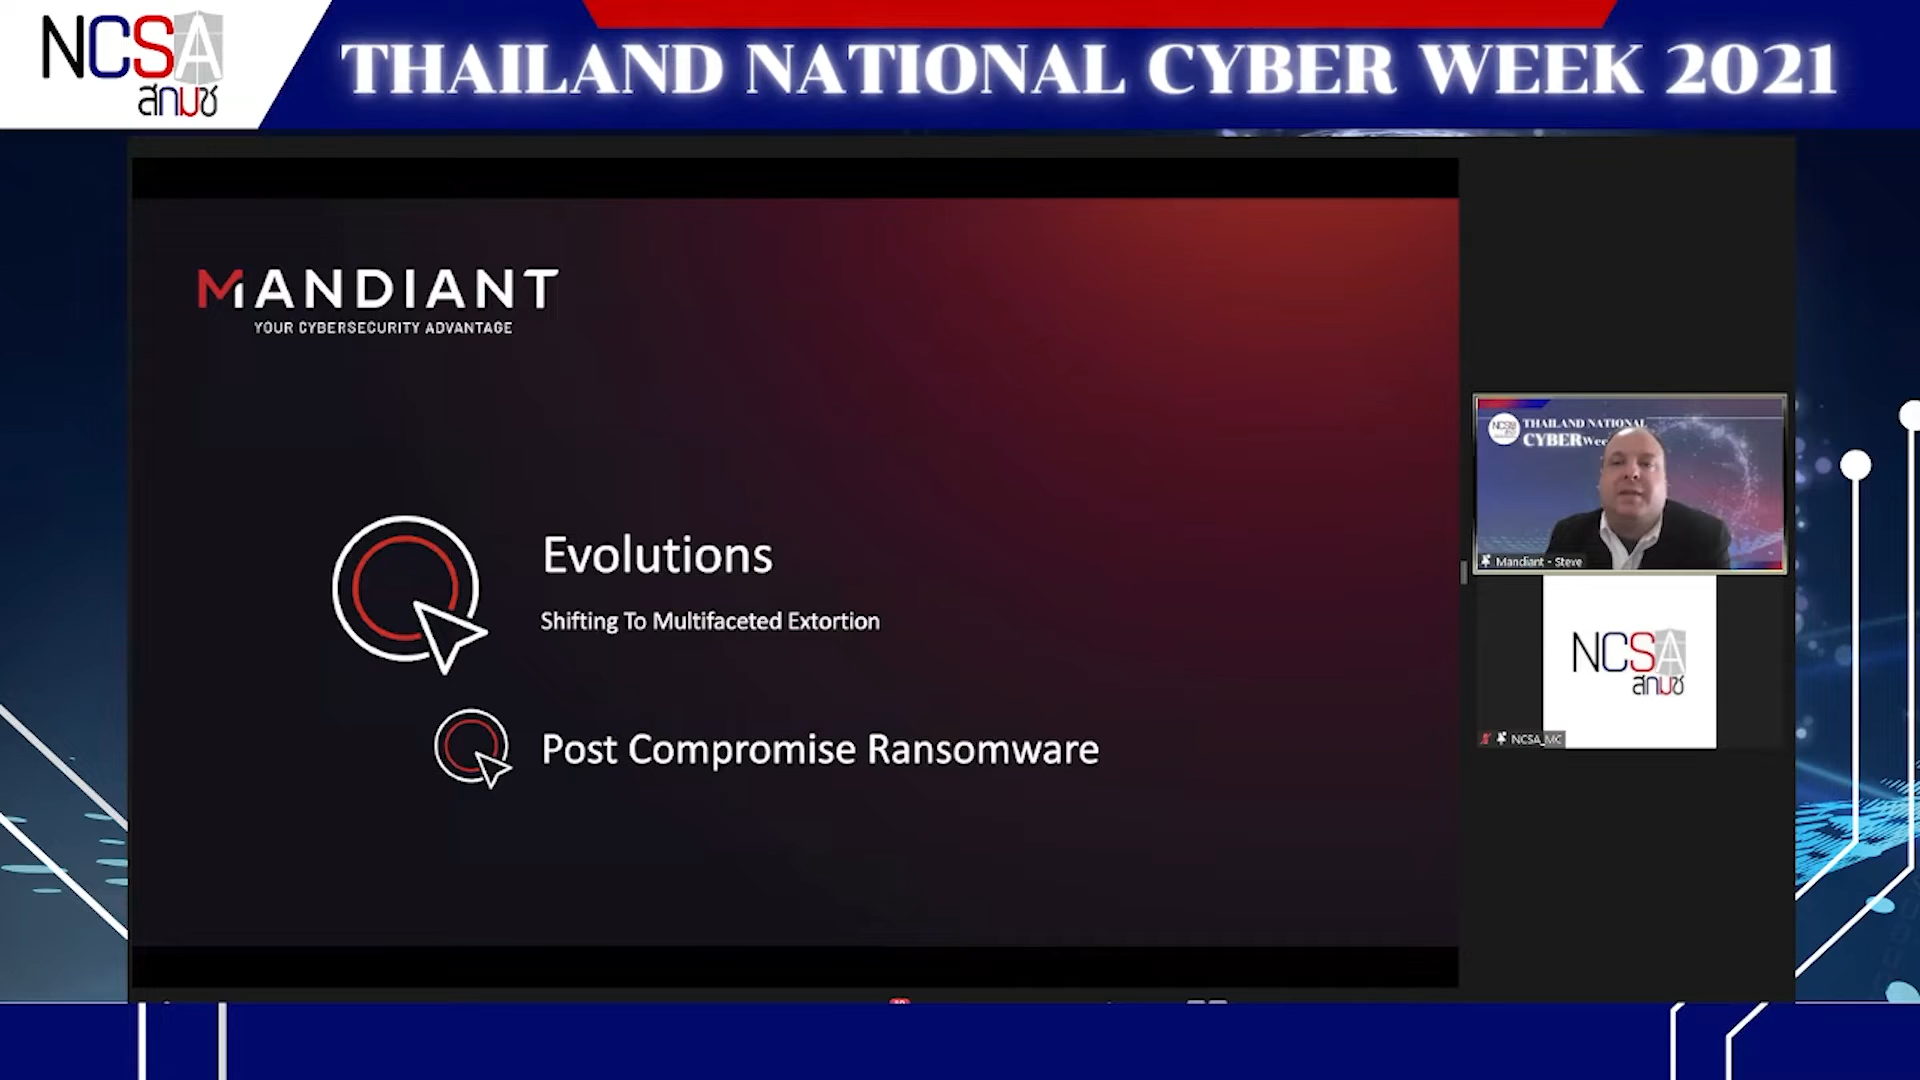 NCSA
สกมช
THAILAND NATIONAL CYBER WEEK 2021
MANDIANT
YOUR CYBERSECURITY ADVANTAGE
Evolutions
Shifting To Multifaceted Extortion
Post Compromise Ransomware
NCSA
THAILAND NATIONAL
CYBER
Mandiant - Steve
NCSA
สกมช
NCSA_MC